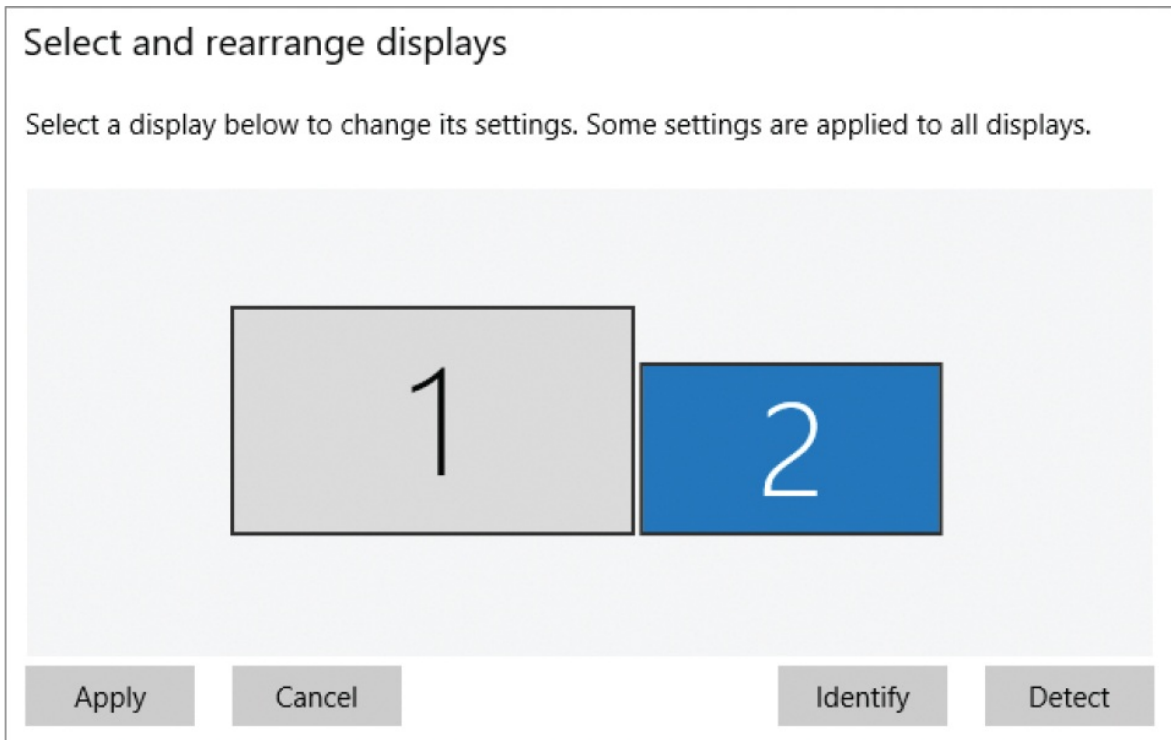 Select and rearrange displays
Select a display below to change its settings. Some settings are applied to all displays.
1
2
Apply Cancel Identify Detect